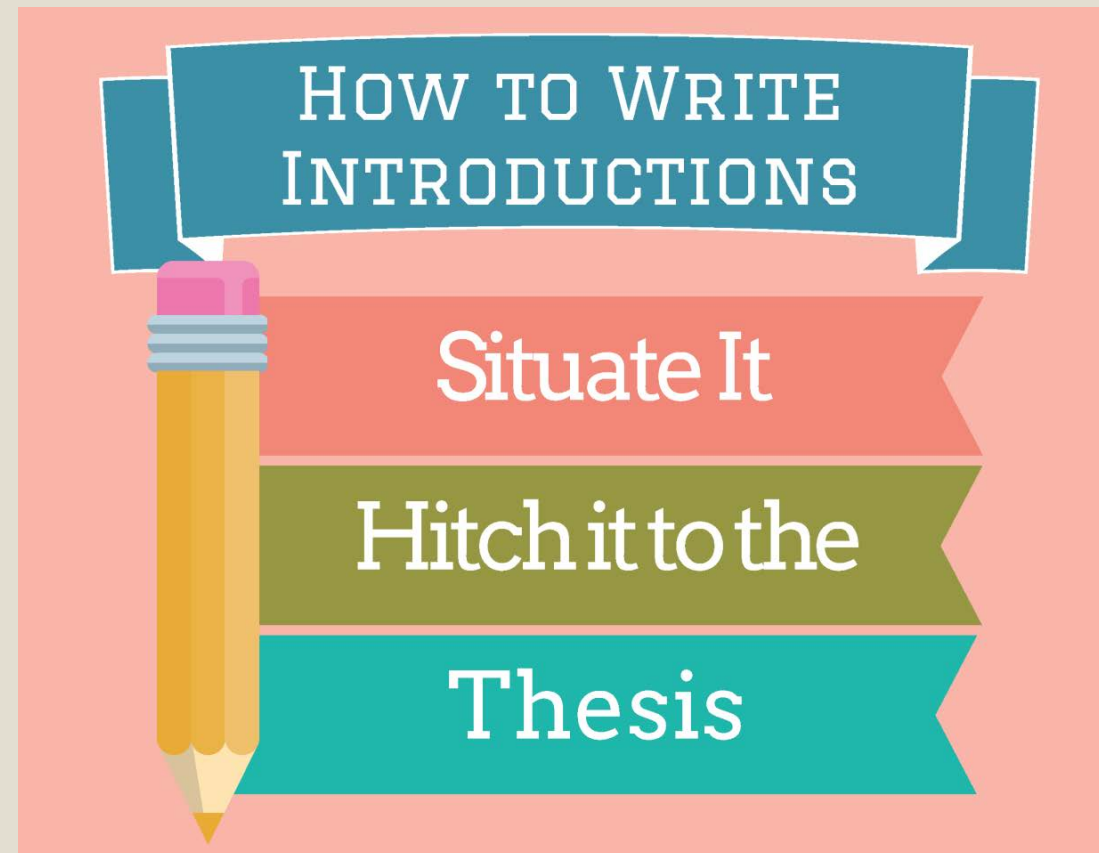 How to Write
Introductions
Situate It
Hitch it to the
Thesis